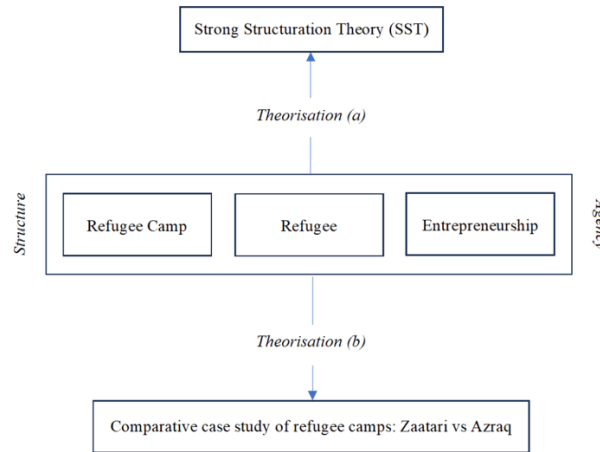 Strong Structuration Theory (SST)
Theorisation (a)
Structure
Refugee Camp
Refugee
Entrepreneurship
Agency
Theorisation (b)
Comparative case study of refugee camps: Zaatari vs Azraq